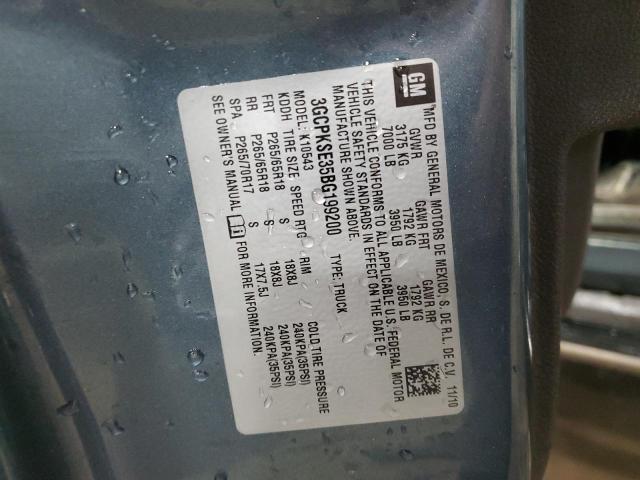 GM
MFD BY GENERAL MOTORS DE MEXICO, S. DE R.L. DE C.V. 11/10
GVWR GAWR FRT GAWR RR
3175 KG 1792 KG 1792 KG
7000 LB 3950 LB 3950 LB
THIS VEHICLE CONFORMS TO ALL APPLICABLE U.S. FEDERAL MOTOR
VEHICLE SAFETY STANDARDS IN EFFECT ON THE DATE OF
MANUFACTURE SHOWN ABOVE.
3GCPKSE35BG199200 TYPE: TRUCK
MODEL: K10543
KDDH TIRE SIZE SPEED RTG RIM COLD TIRE PRESSURE
FRT P265/65R18 S 18X8J 240KPA(35PSI)
RR P265/65R18 S 18X8J 240KPA(35PSI)
SPA P265/70R17 S 17X7.5J 240KPA(35PSI)
SEE OWNER'S MANUAL FOR MORE INFORMATION.